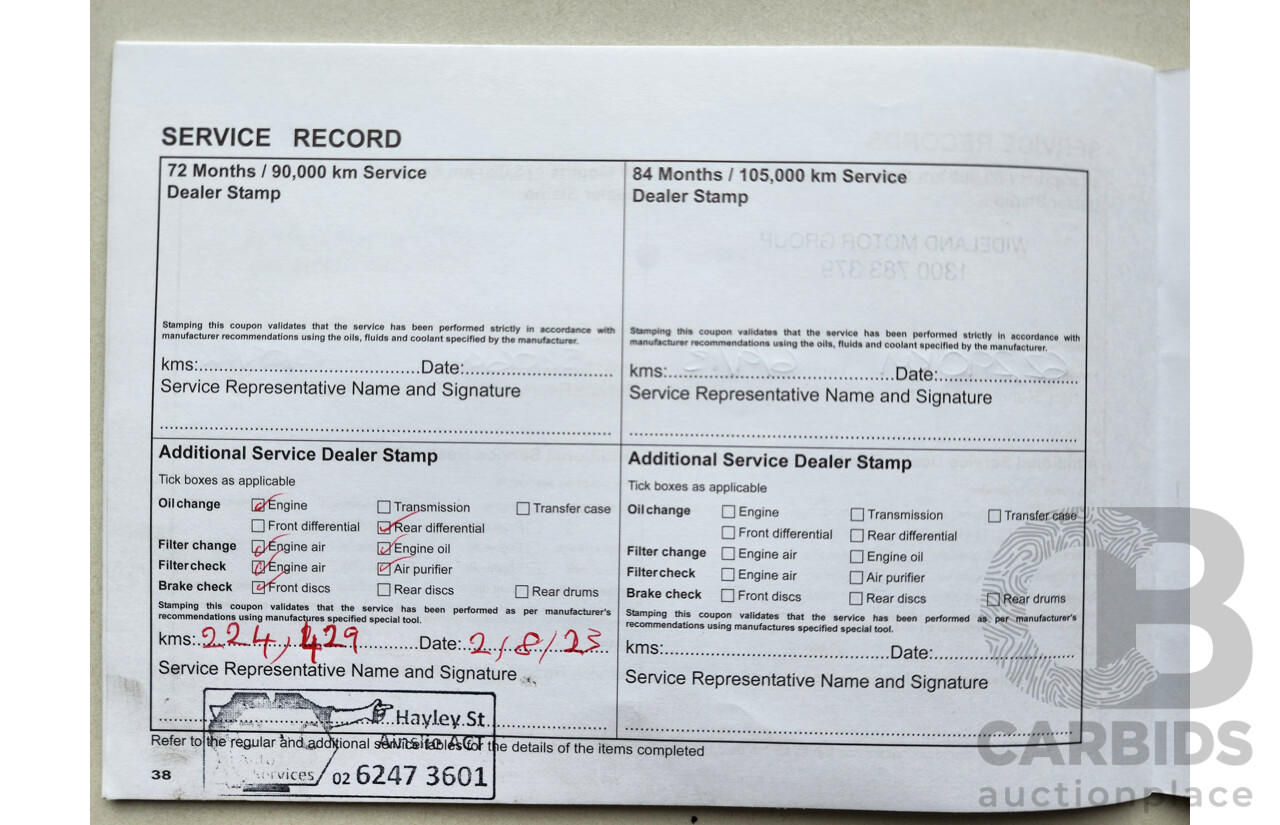 SERVICE RECORD
72 Months / 90,000 km Service
Dealer Stamp
Stamping this coupon validates that the service has been performed strictly in accordance with
manufacturer recommendations using the oils, fluids and coolant specified by the manufacturer.
kms:..........Date:..........
Service Representative Name and Signature
84 Months / 105,000 km Service
Dealer Stamp
WIDELAND MOTOR GROUP
1300 783 379
Stamping this coupon validates that the service has been performed strictly in accordance with
manufacturer recommendations using the oils, fluids and coolant specified by the manufacturer.
kms:..........Date:..........
Service Representative Name and Signature
Additional Service Dealer Stamp
Tick boxes as applicable
Oil change Engine Transmission Transfer case
Front differential Rear differential
Filter change Engine air Engine oil
Filter check Engine air Air purifier
Brake check Front discs Rear discs Rear drums
Stamping this coupon validates that the service has been performed as per manufacturer's
recommendations using manufactures specified special tool.
kms: 224,429 Date: 2/8/23
Service Representative Name and Signature
Hayley St
Ainslie ACT
Auto
Services 02 6247 3601
Additional Service Dealer Stamp
Tick boxes as applicable
Oil change Engine Transmission Transfer case
Front differential Rear differential
Filter change Engine air Engine oil
Filter check Engine air Air purifier
Brake check Front discs Rear discs Rear drums
Stamping this coupon validates that the service has been performed as per manufacturer's
recommendations using manufactures specified special tool.
kms:..........Date:..........
Service Representative Name and Signature
Refer to the regular and additional service tables for the details of the items completed
38
CARBIDS
auctionplace